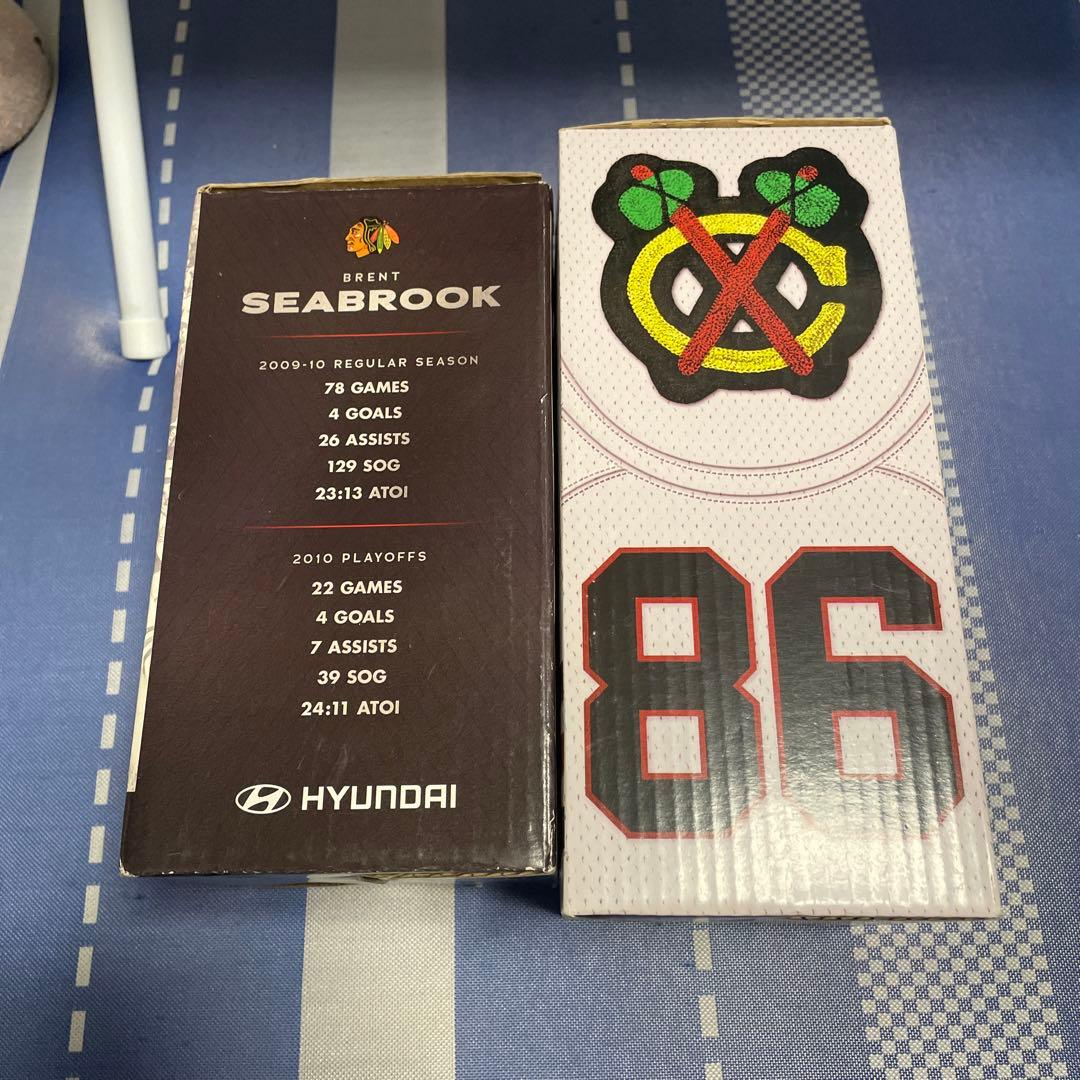 BRENT
SEABROOK
2009-10 REGULAR SEASON
78 GAMES
4 GOALS
26 ASSISTS
129 SOG
23:13 ATOI
2010 PLAYOFFS
22 GAMES
4 GOALS
7 ASSISTS
39 SOG
24:11 ATOI
HYUNDAI
C
86